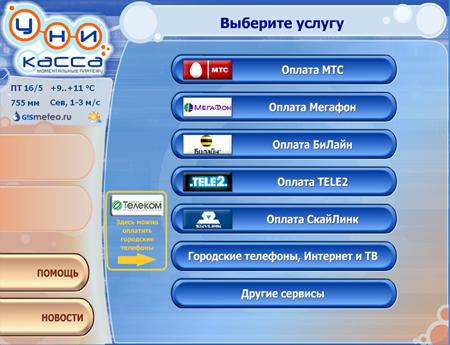 УНИ
касса
МОМЕНТАЛЬНЫЕ ПЛАТЕЖИ
Выберите услугу
ПТ 16/5 +9..+11 °C
755 мм Сев, 1-3 м/с
GISmeteo.ru
МТС Оплата МТС
МЕГАФОН Оплата Мегафон
Билайн Оплата БиЛайн
.TELE2. Оплата TELE2
SKYLINK Оплата СкайЛинк
Телеком
Здесь можно
оплатить
городские
телефоны
Городские телефоны, Интернет и ТВ
Другие сервисы
ПОМОЩЬ
НОВОСТИ